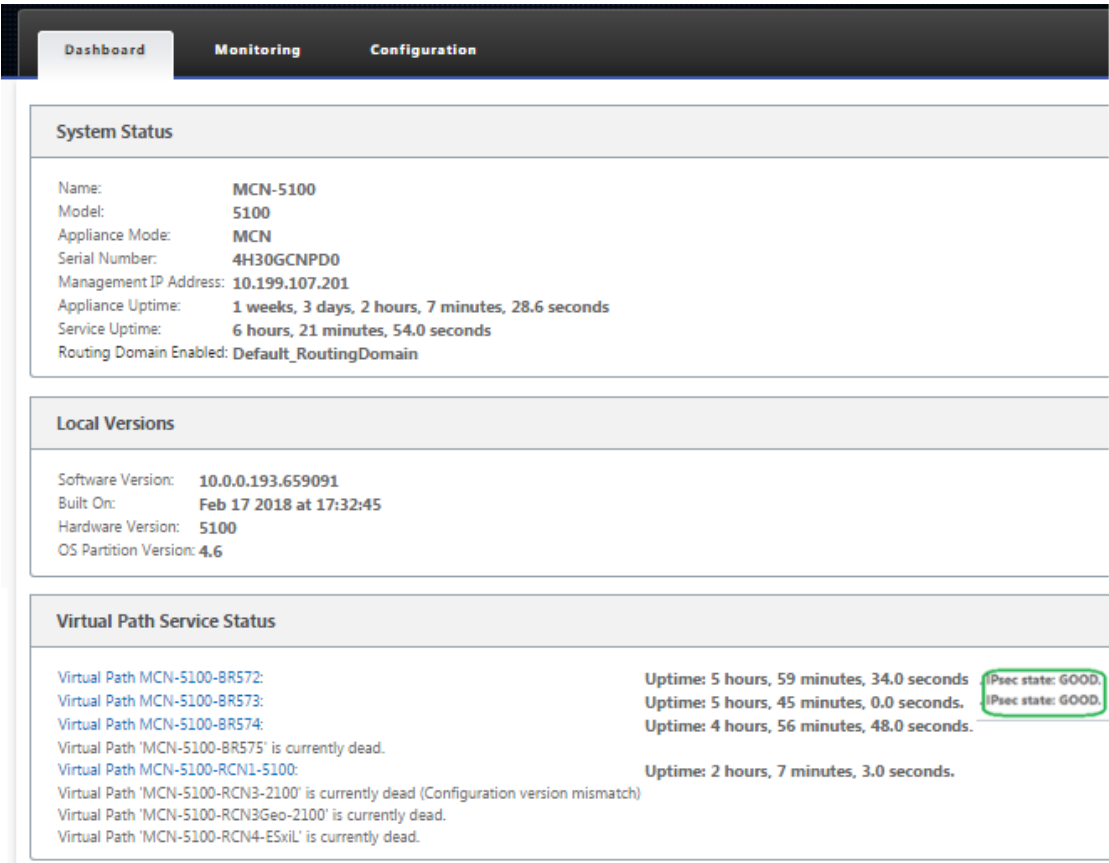 Dashboard Monitoring Configuration
System Status
Name: MCN-5100
Model: 5100
Appliance Mode: MCN
Serial Number: 4H30GCNPD0
Management IP Address: 10.199.107.201
Appliance Uptime: 1 weeks, 3 days, 2 hours, 7 minutes, 28.6 seconds
Service Uptime: 6 hours, 21 minutes, 54.0 seconds
Routing Domain Enabled: Default_RoutingDomain
Local Versions
Software Version: 10.0.0.193.659091
Built On: Feb 17 2018 at 17:32:45
Hardware Version: 5100
OS Partition Version: 4.6
Virtual Path Service Status
Virtual Path MCN-5100-BR572: Uptime: 5 hours, 59 minutes, 34.0 seconds , IPsec state: GOOD.
Virtual Path MCN-5100-BR573: Uptime: 5 hours, 45 minutes, 0.0 seconds. , IPsec state: GOOD.
Virtual Path MCN-5100-BR574: Uptime: 4 hours, 56 minutes, 48.0 seconds.
Virtual Path 'MCN-5100-BR575' is currently dead.
Virtual Path MCN-5100-RCN1-5100: Uptime: 2 hours, 7 minutes, 3.0 seconds.
Virtual Path 'MCN-5100-RCN3-2100' is currently dead (Configuration version mismatch)
Virtual Path 'MCN-5100-RCN3Geo-2100' is currently dead.
Virtual Path 'MCN-5100-RCN4-ESxiL' is currently dead.